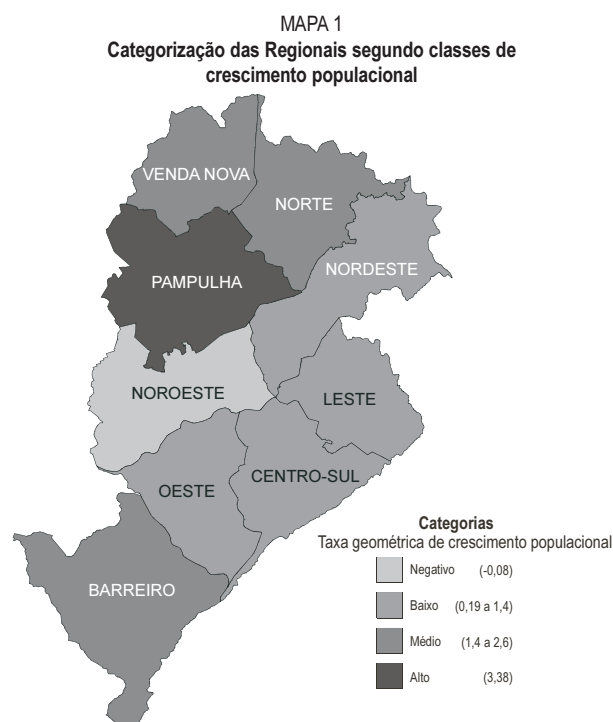 MAPA 1
Categorização das Regionais segundo classes de
crescimento populacional
VENDA NOVA
NORTE
NORDESTE
PAMPULHA
NOROESTE
LESTE
CENTRO-SUL
OESTE
BARREIRO
Categorias
Taxa geométrica de crescimento populacional
Negativo (-0,08)
Baixo (0,19 a 1,4)
Médio (1,4 a 2,6)
Alto (3,38)